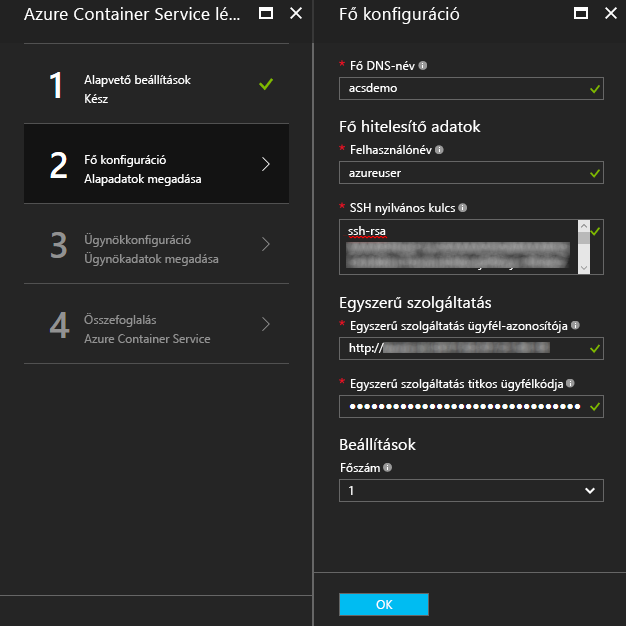 Azure Container Service lé...
1
Alapvető beállítások
Kész
2
Fő konfiguráció
Alapadatok megadása
3
Ügynökkonfiguráció
Ügynökadatok megadása
4
Összefoglalás
Azure Container Service
Fő konfiguráció
* Fő DNS-név
acsdemo
Fő hitelesítő adatok
* Felhasználónév
azureuser
* SSH nyilvános kulcs
ssh-rsa
Egyszerű szolgáltatás
* Egyszerű szolgáltatás ügyfél-azonosítója
http://
* Egyszerű szolgáltatás titkos ügyfélkódja
Beállítások
Főszám
1
OK